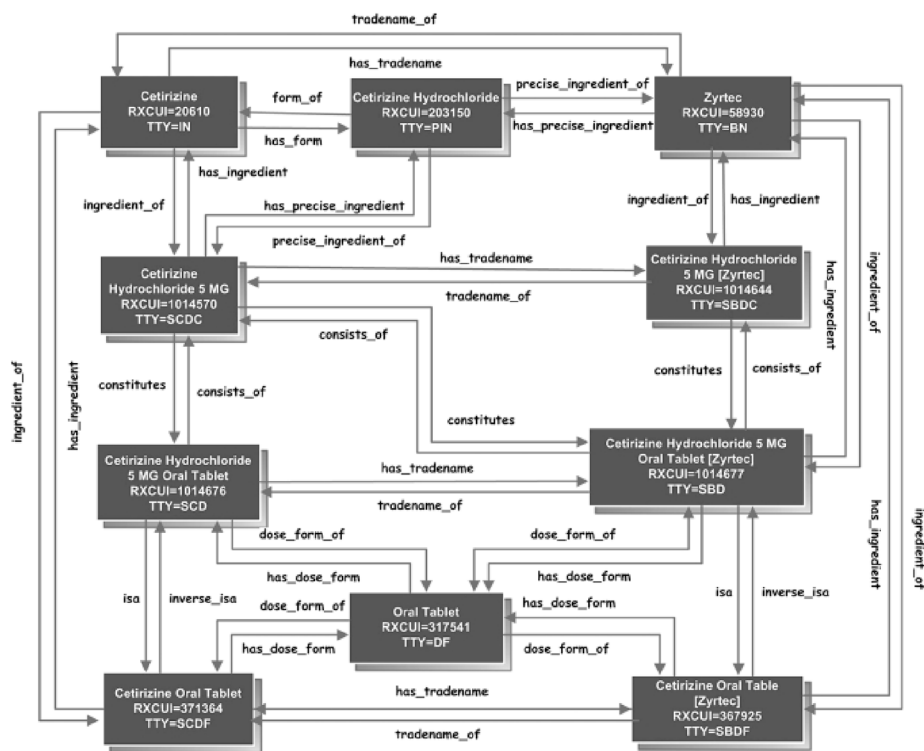 tradename_of
has_tradename
Cetirizine
RXCUI=20610
TTY=IN
form_of
has_form
Cetirizine Hydrochloride
RXCUI=203150
TTY=PIN
precise_ingredient_of
has_precise_ingredient
Zyrtec
RXCUI=58930
TTY=BN
ingredient_of
has_ingredient
has_precise_ingredient
precise_ingredient_of
ingredient_of
has_ingredient
has_ingredient
ingredient_of
Cetirizine
Hydrochloride 5 MG
RXCUI=1014570
TTY=SCDC
has_tradename
tradename_of
Cetirizine Hydrochloride
5 MG [Zyrtec]
RXCUI=1014644
TTY=SBDC
consists_of
constitutes
consists_of
constitutes
constitutes
consists_of
ingredient_of
has_ingredient
Cetirizine Hydrochloride
5 MG Oral Tablet
RXCUI=1014676
TTY=SCD
has_tradename
tradename_of
Cetirizine Hydrochloride 5 MG
Oral Tablet [Zyrtec]
RXCUI=1014677
TTY=SBD
has_ingredient
ingredient_of
isa
inverse_isa
dose_form_of
has_dose_form
dose_form_of
has_dose_form
dose_form_of
has_dose_form
Oral Tablet
RXCUI=317541
TTY=DF
has_dose_form
dose_form_of
isa
inverse_isa
Cetirizine Oral Tablet
RXCUI=371364
TTY=SCDF
has_tradename
tradename_of
Cetirizine Oral Table
[Zyrtec]
RXCUI=367925
TTY=SBDF